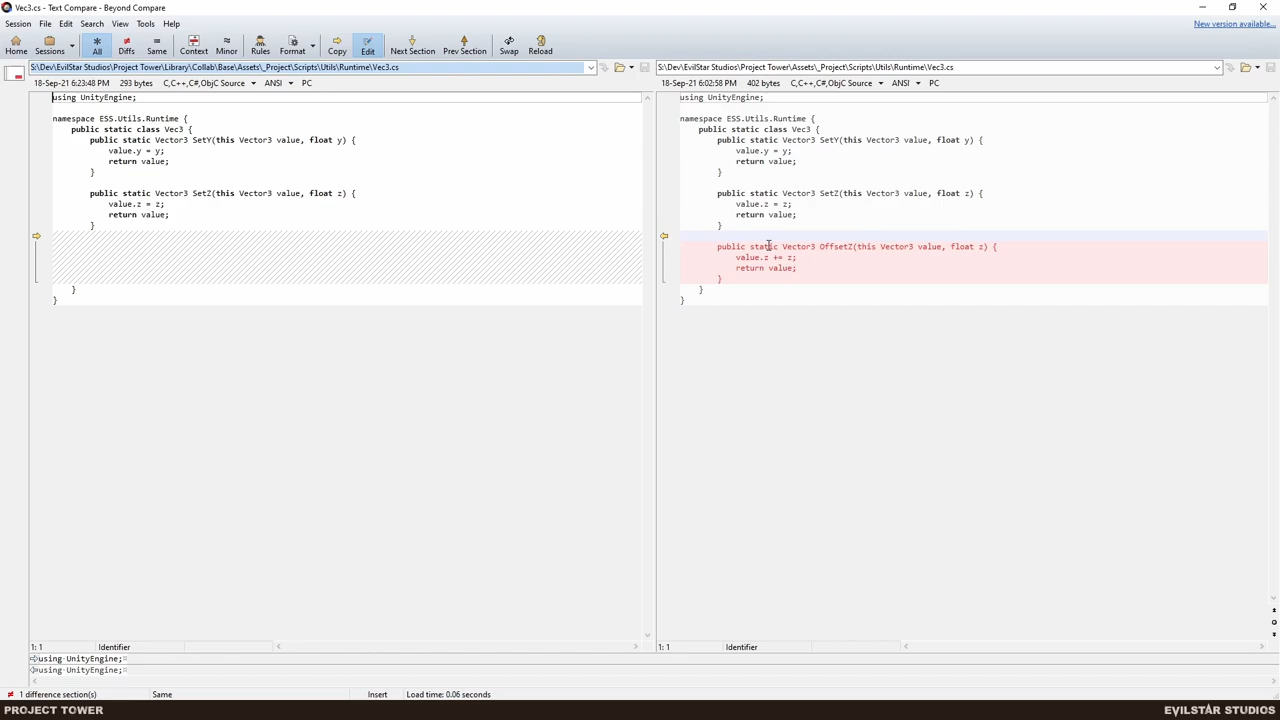 Vec3.cs - Text Compare - Beyond Compare
Session File Edit Search View Tools Help New version available...
Home Sessions All Diffs Same Context Minor Rules Format Copy Edit Next Section Prev Section Swap Reload
S:\Dev\EvilStar Studios\Project Tower\Library\Collab\Base\Assets\_Project\Scripts\Utils\Runtime\Vec3.cs
18-Sep-21 6:23:48 PM 293 bytes C,C++,C#,ObjC Source ANSI PC
using UnityEngine;
namespace ESS.Utils.Runtime {
public static class Vec3 {
public static Vector3 SetY(this Vector3 value, float y) {
value.y = y;
return value;
}
public static Vector3 SetZ(this Vector3 value, float z) {
value.z = z;
return value;
}
}
}
1: 1 Identifier
S:\Dev\EvilStar Studios\Project Tower\Assets\_Project\Scripts\Utils\Runtime\Vec3.cs
18-Sep-21 6:02:58 PM 402 bytes C,C++,C#,ObjC Source ANSI PC
using UnityEngine;
namespace ESS.Utils.Runtime {
public static class Vec3 {
public static Vector3 SetY(this Vector3 value, float y) {
value.y = y;
return value;
}
public static Vector3 SetZ(this Vector3 value, float z) {
value.z = z;
return value;
}
public static Vector3 OffsetZ(this Vector3 value, float z) {
value.z += z;
return value;
}
}
}
1: 1 Identifier
using·UnityEngine;¤
using·UnityEngine;¤
1 difference section(s) Same Insert Load time: 0.06 seconds
PROJECT TOWER EVILSTAR STUDIOS